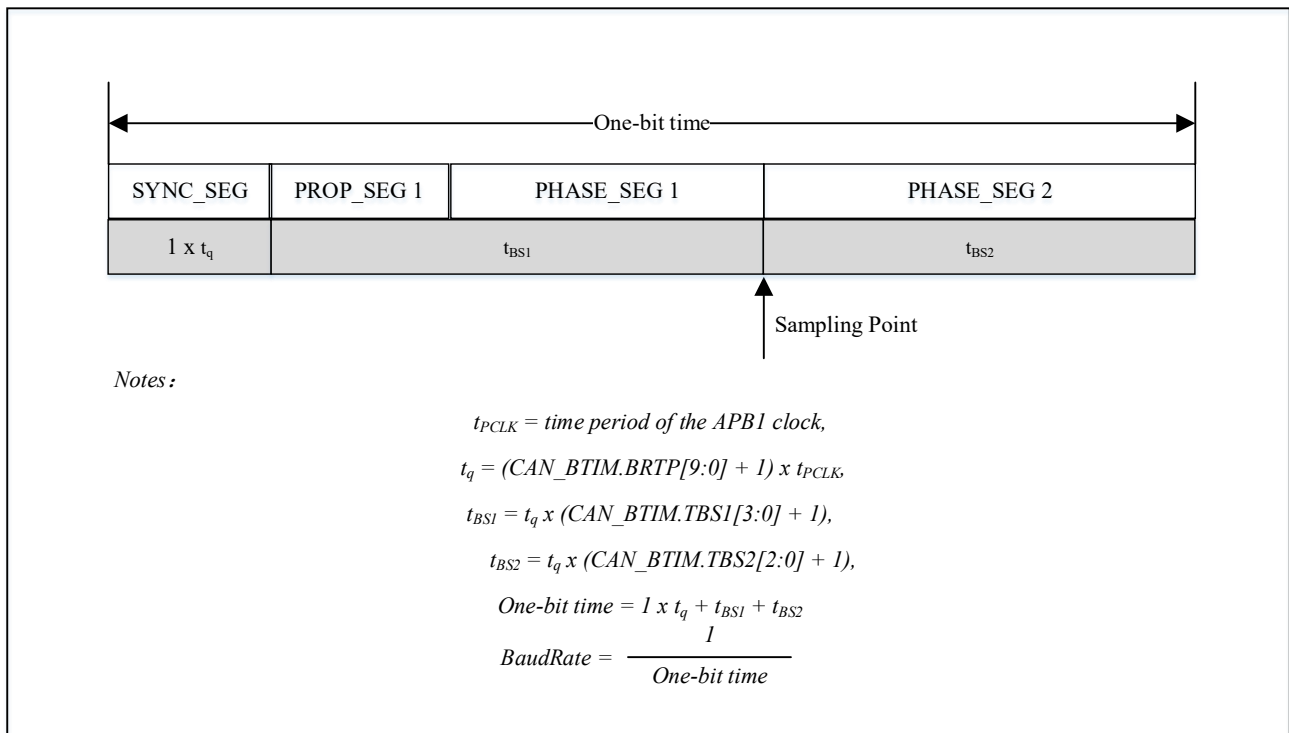 One-bit time
SYNC_SEG PROP_SEG 1 PHASE_SEG 1 PHASE_SEG 2
1 x tq tBS1 tBS2
Sampling Point
Notes：
tPCLK = time period of the APB1 clock,
tq = (CAN_BTIM.BRTP[9:0] + 1) x tPCLK,
tBS1 = tq x (CAN_BTIM.TBS1[3:0] + 1),
tBS2 = tq x (CAN_BTIM.TBS2[2:0] + 1),
One-bit time = 1 x tq + tBS1 + tBS2
1
BaudRate =
One-bit time